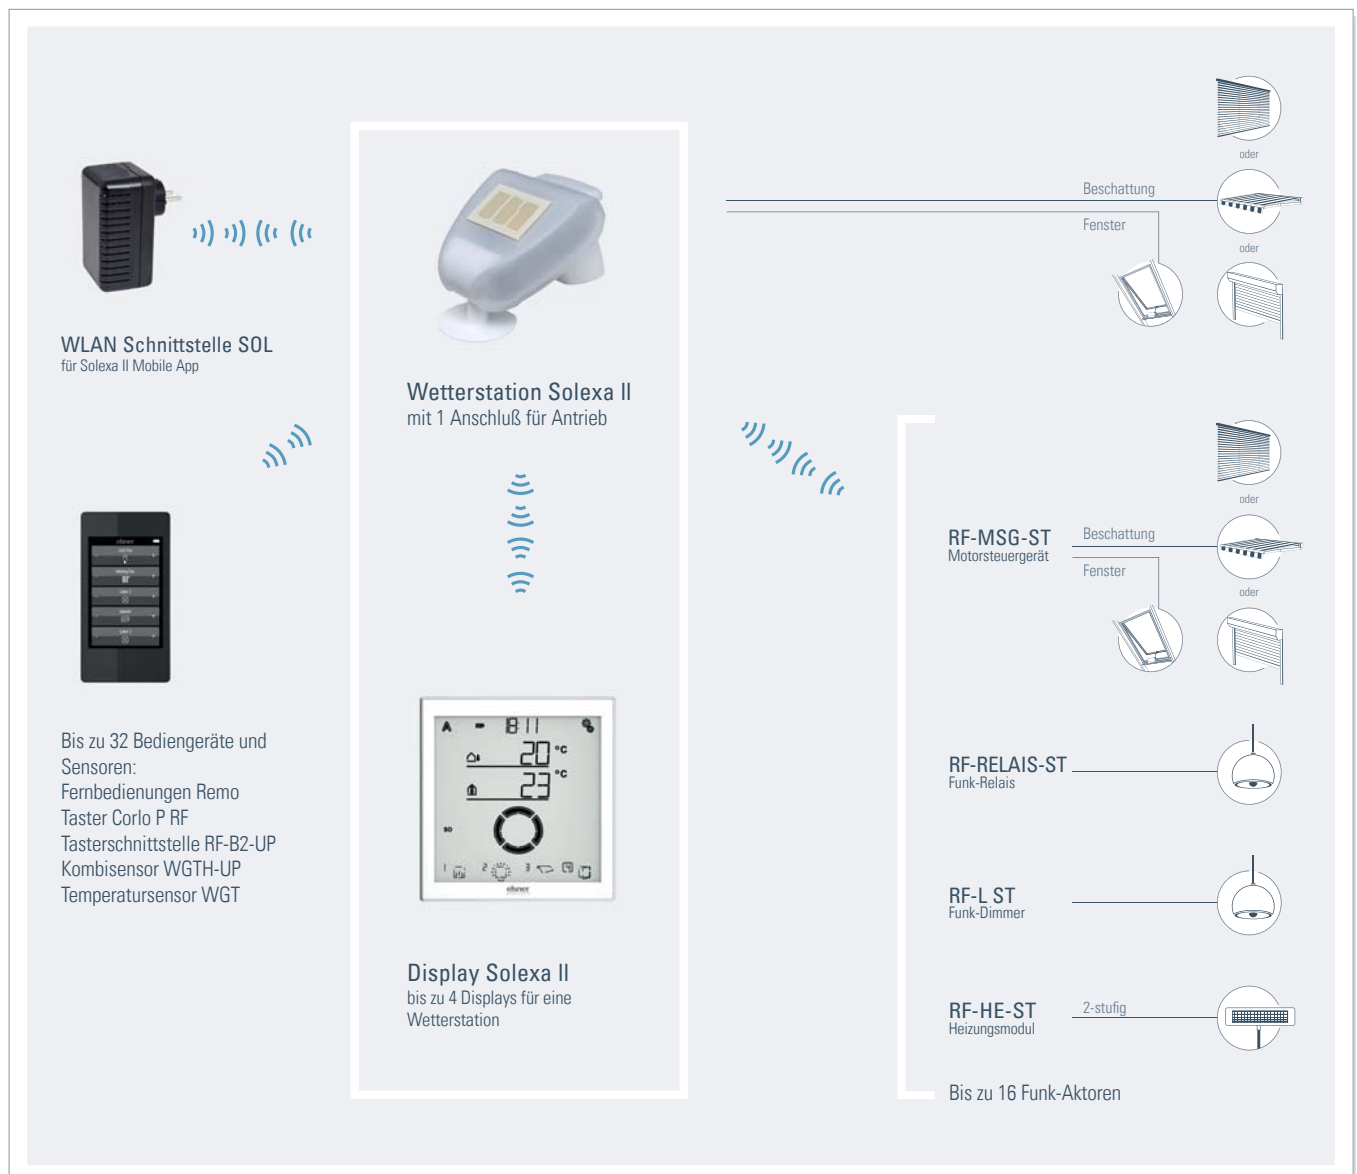 WLAN Schnittstelle SOL
für Solexa II Mobile App
Bis zu 32 Bediengeräte und
Sensoren:
Fernbedienungen Remo
Taster Corlo P RF
Tasterschnittstelle RF-B2-UP
Kombisensor WGTH-UP
Temperatursensor WGT
Wetterstation Solexa II
mit 1 Anschluß für Antrieb
A
18:11
20 °C
23 °C
SO
1
2
3
4
elsner
Display Solexa II
bis zu 4 Displays für eine
Wetterstation
oder
Beschattung
Fenster
oder
oder
RF-MSG-ST
Motorsteuergerät
Beschattung
Fenster
oder
RF-RELAIS-ST
Funk-Relais
RF-L ST
Funk-Dimmer
RF-HE-ST
Heizungsmodul
2-stufig
Bis zu 16 Funk-Aktoren